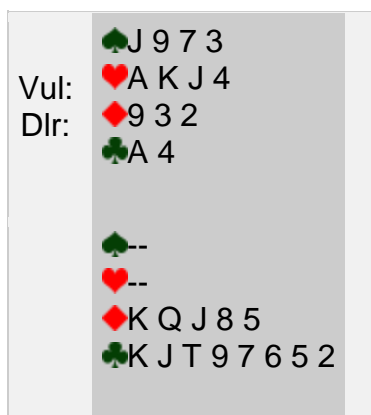 ♠J 9 7 3
♥A K J 4
Vul:
♦9 3 2
Dlr:
♣A 4
♠--
♥--
♦K Q J 8 5
♣K J T 9 7 6 5 2